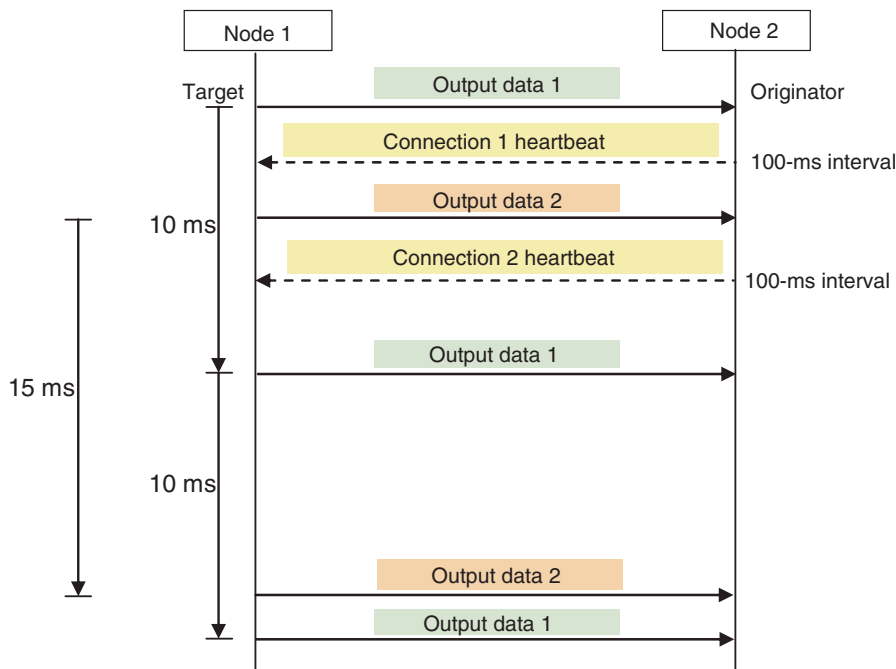 Node 1
Node 2
Target
Output data 1
Originator
Connection 1 heartbeat
100-ms interval
Output data 2
10 ms
Connection 2 heartbeat
100-ms interval
Output data 1
15 ms
10 ms
Output data 2
Output data 1